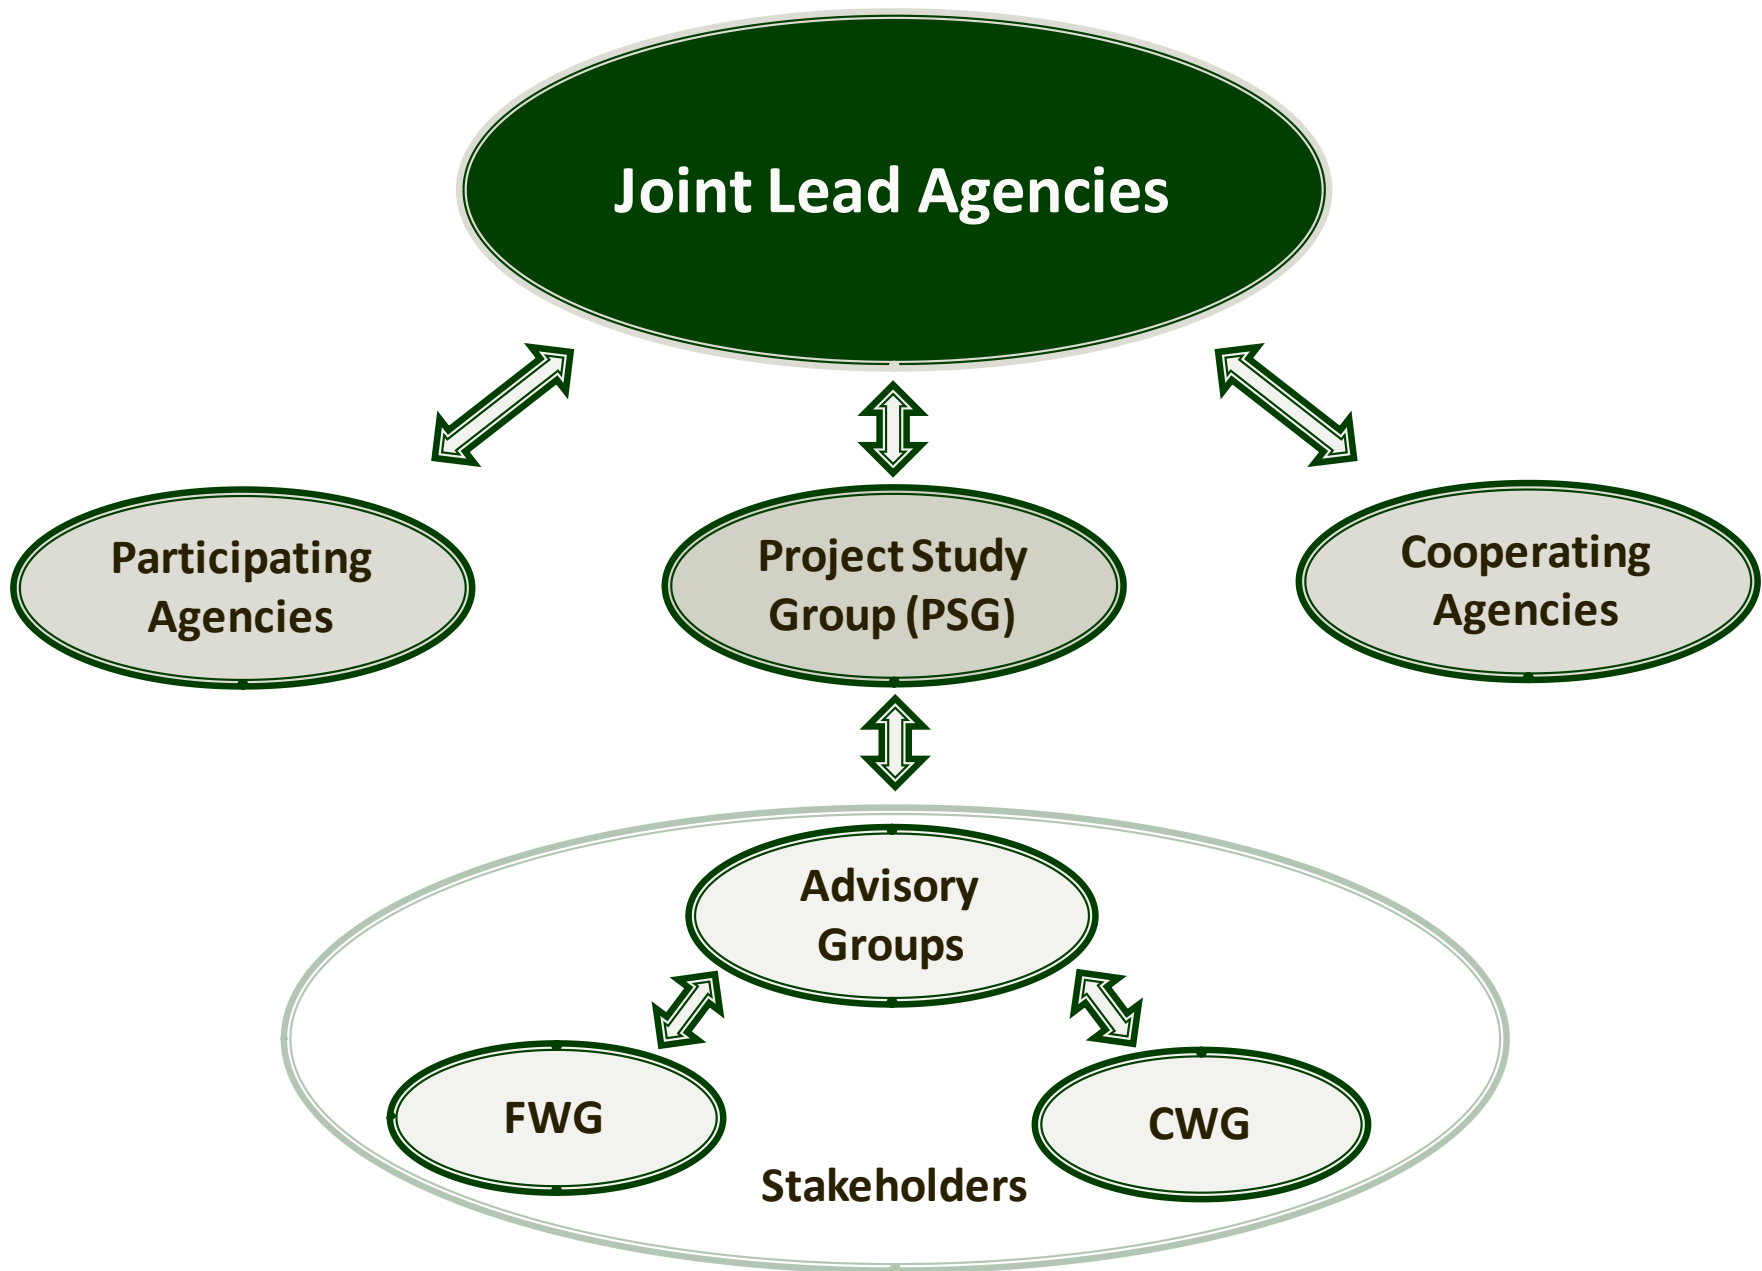 Joint Lead Agencies
Participating
Agencies
Project Study
Group (PSG)
Cooperating
Agencies
Advisory
Groups
FWG
CWG
Stakeholders